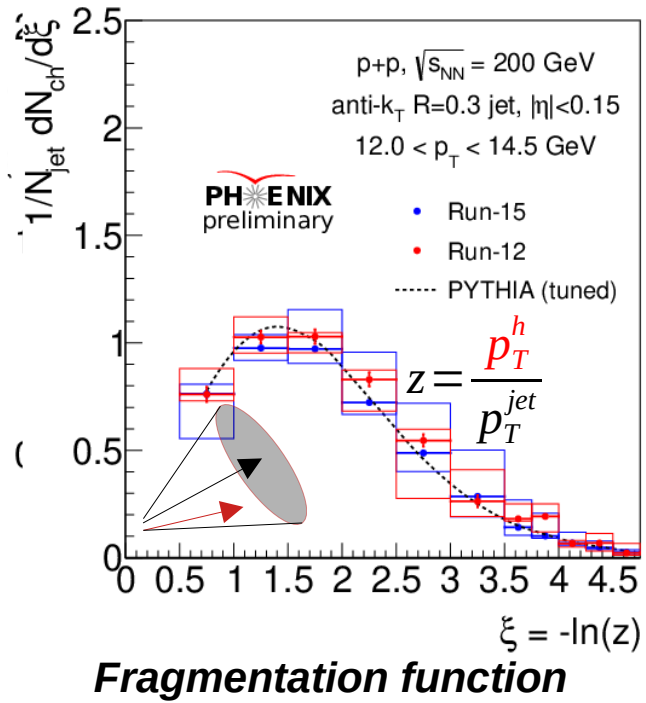 1/N_jet dN_ch/dξ
2.5
2
1.5
1
0.5
0
0 0.5 1 1.5 2 2.5 3 3.5 4 4.5
p+p, √s_NN = 200 GeV
anti-k_T R=0.3 jet, |η|<0.15
12.0 < p_T < 14.5 GeV
PHENIX
preliminary
Run-15
Run-12
PYTHIA (tuned)
z = p_T^h / p_T^jet
ξ = -ln(z)
Fragmentation function